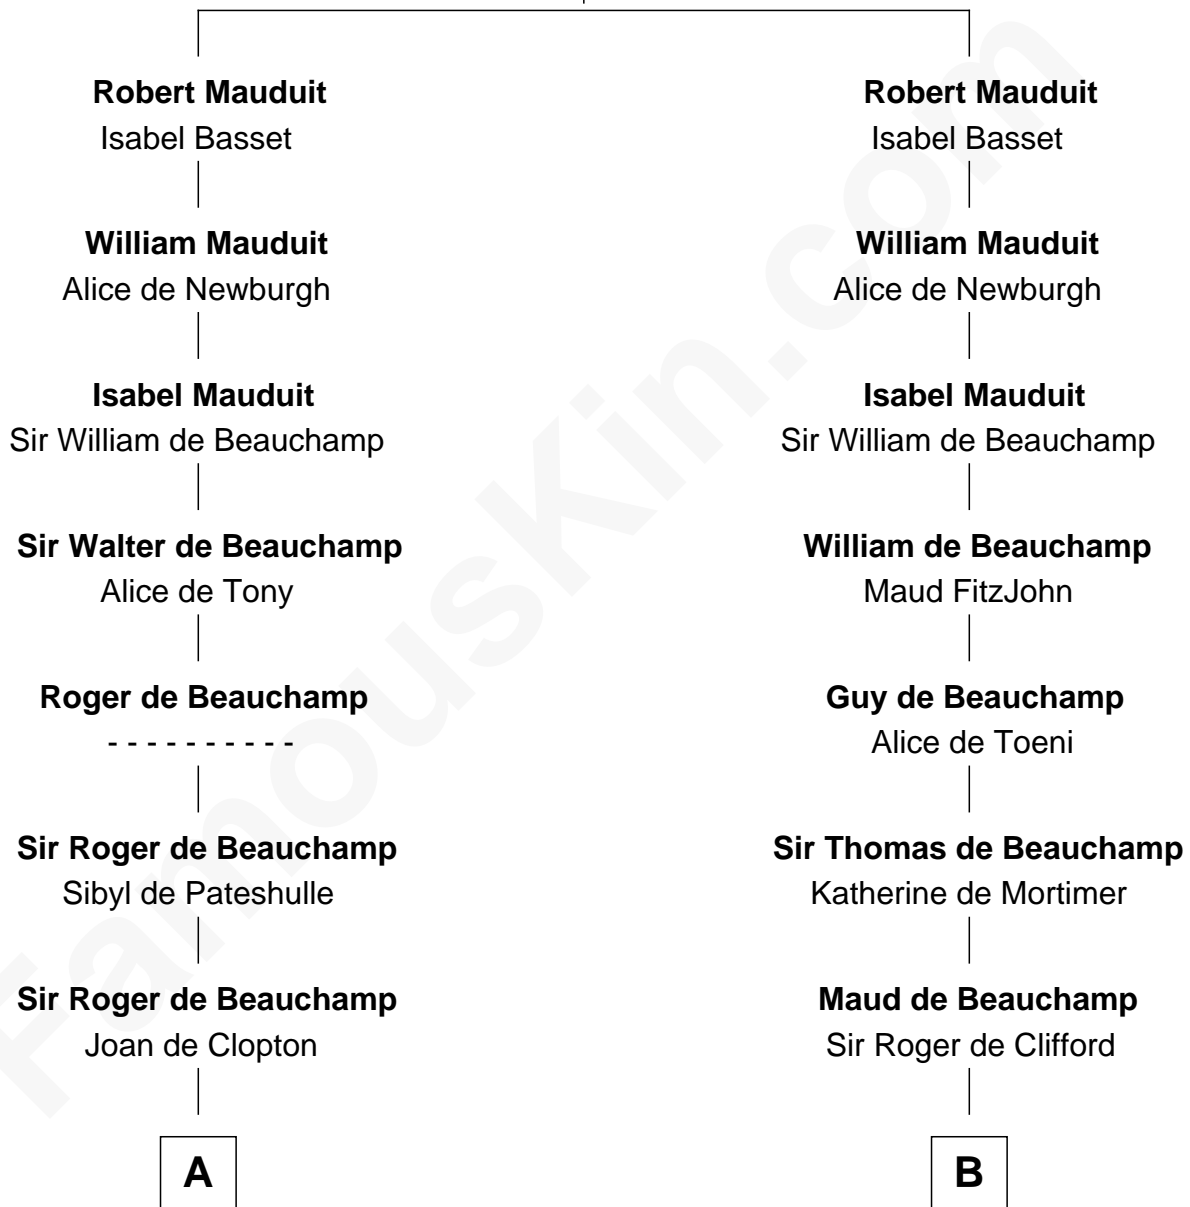 Robert Mauduit
Isabel Basset
William Mauduit
Alice de Newburgh
Isabel Mauduit
Sir William de Beauchamp
Sir Walter de Beauchamp
Alice de Tony
Roger de Beauchamp
- - - - - - - - - -
Sir Roger de Beauchamp
Sibyl de Pateshulle
Sir Roger de Beauchamp
Joan de Clopton
A
Robert Mauduit
Isabel Basset
William Mauduit
Alice de Newburgh
Isabel Mauduit
Sir William de Beauchamp
William de Beauchamp
Maud FitzJohn
Guy de Beauchamp
Alice de Toeni
Sir Thomas de Beauchamp
Katherine de Mortimer
Maud de Beauchamp
Sir Roger de Clifford
B
FamousKin.com